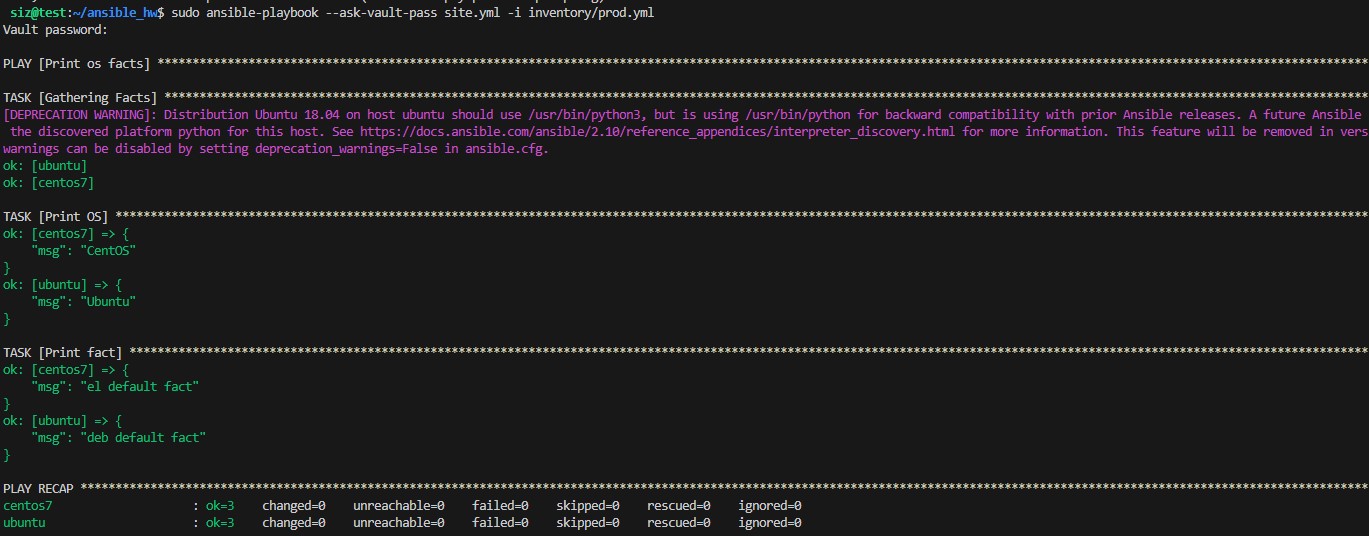 siz@test:~/ansible_hw$ sudo ansible-playbook --ask-vault-pass site.yml -i inventory/prod.yml
Vault password:
PLAY [Print os facts] ****************************************************************************************************
TASK [Gathering Facts] ***************************************************************************************************
[DEPRECATION WARNING]: Distribution Ubuntu 18.04 on host ubuntu should use /usr/bin/python3, but is using /usr/bin/python for backward compatibility with prior Ansible releases. A future Ansible
the discovered platform python for this host. See https://docs.ansible.com/ansible/2.10/reference_appendices/interpreter_discovery.html for more information. This feature will be removed in vers
warnings can be disabled by setting deprecation_warnings=False in ansible.cfg.
ok: [ubuntu]
ok: [centos7]
TASK [Print OS] **********************************************************************************************************
ok: [centos7] => {
    "msg": "CentOS"
}
ok: [ubuntu] => {
    "msg": "Ubuntu"
}
TASK [Print fact] ********************************************************************************************************
ok: [centos7] => {
    "msg": "el default fact"
}
ok: [ubuntu] => {
    "msg": "deb default fact"
}
PLAY RECAP ***************************************************************************************************************
centos7 : ok=3 changed=0 unreachable=0 failed=0 skipped=0 rescued=0 ignored=0
ubuntu : ok=3 changed=0 unreachable=0 failed=0 skipped=0 rescued=0 ignored=0